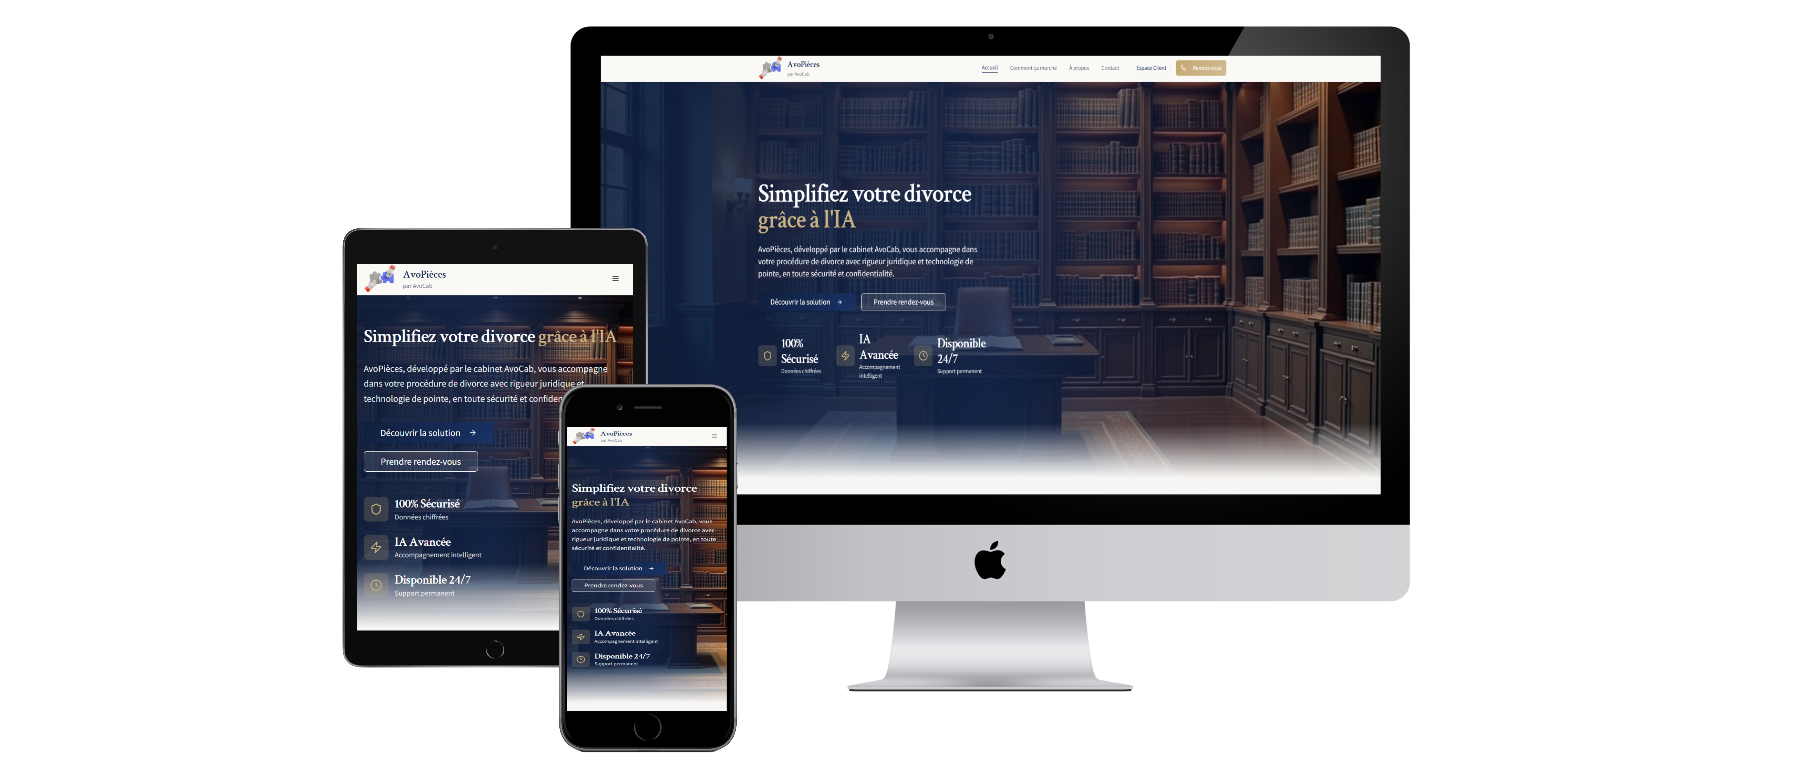 AvoPièces
par AvoCab
Accueil
Comment ça marche
À propos
Contact
Espace Client
Rendez-vous
Simplifiez votre divorce
grâce à l'IA
AvoPièces, développé par le cabinet AvoCab, vous accompagne dans
votre procédure de divorce avec rigueur juridique et technologie de
pointe, en toute sécurité et confidentialité.
Découvrir la solution →
Prendre rendez-vous
100%
Sécurisé
Données chiffrées
IA
Avancée
Accompagnement
intelligent
Disponible
24/7
Support permanent
AvoPièces
par AvoCab
Simplifiez votre divorce grâce à l'IA
AvoPièces, développé par le cabinet AvoCab, vous accompagne
dans votre procédure de divorce avec rigueur juridique et
technologie de pointe, en toute sécurité et confiden
Découvrir la solution →
Prendre rendez-vous
100% Sécurisé
Données chiffrées
IA Avancée
Accompagnement intelligent
Disponible 24/7
Support permanent
AvoPièces
par AvoCab
Simplifiez votre divorce
grâce à l'IA
AvoPièces, développé par le cabinet AvoCab, vous
accompagne dans votre procédure de divorce avec
rigueur juridique et technologie de pointe, en toute
sécurité et confidentialité.
Découvrir la solution →
Prendre rendez-vous
100% Sécurisé
Données chiffrées
IA Avancée
Accompagnement intelligent
Disponible 24/7
Support permanent